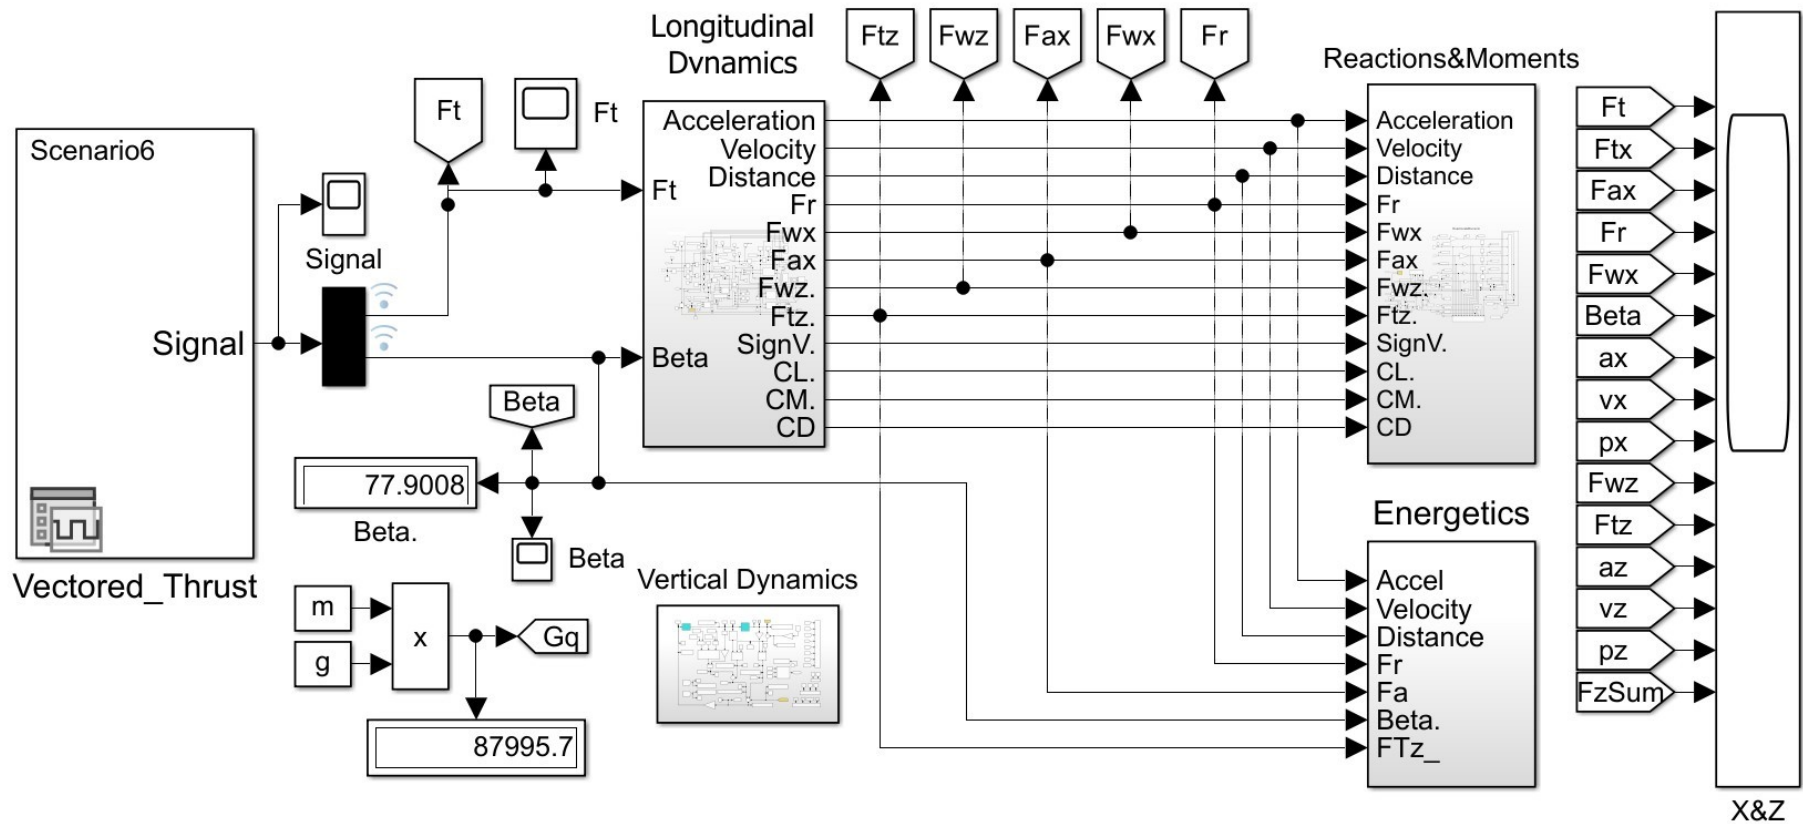 Scenario6
Signal
Vectored_Thrust
Signal
Ft
Ft
Beta
77.9008
Beta.
Beta
m
g
x
Gq
87995.7
Longitudinal
Dvnamics
Ft
Beta
Acceleration
Velocity
Distance
Fr
Fwx
Fax
Fwz.
Ftz.
SignV.
CL.
CM.
CD
Vertical Dynamics
Ftz
Fwz
Fax
Fwx
Fr
Reactions&Moments
Acceleration
Velocity
Distance
Fr
Fwx
Fax
Fwz.
Ftz.
SignV.
CL.
CM.
CD
Energetics
Accel
Velocity
Distance
Fr
Fa
Beta.
FTz_
Ft
Ftx
Fax
Fr
Fwx
Beta
ax
vx
px
Fwz
Ftz
az
vz
pz
FzSum
X&Z